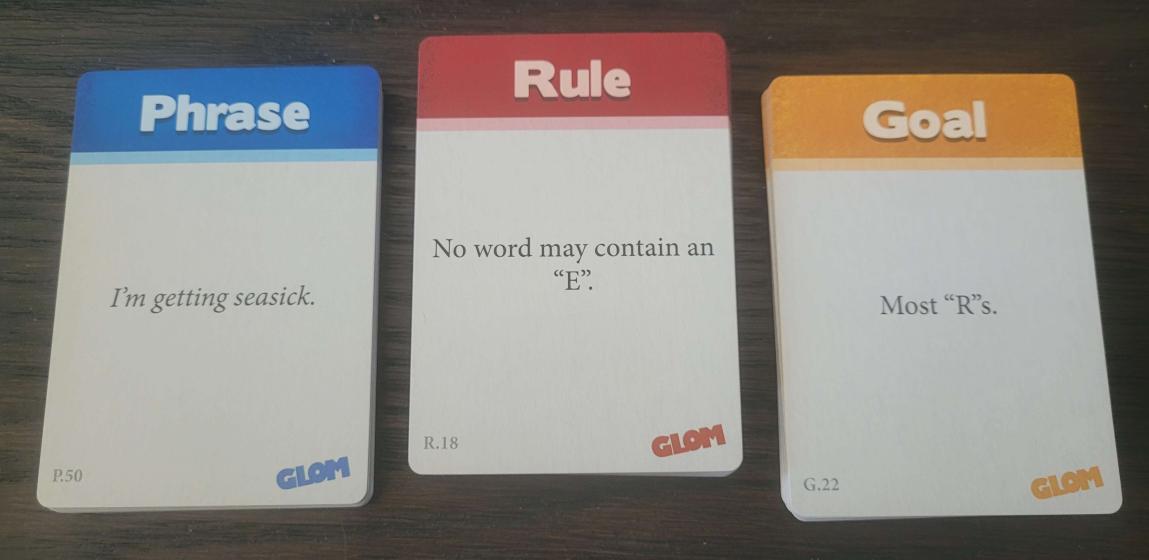 Phrase
I'm getting seasick.
P.50
GLOM
Rule
No word may contain an
“E”.
R.18
GLOM
Goal
Most “R”s.
G.22
GLOM